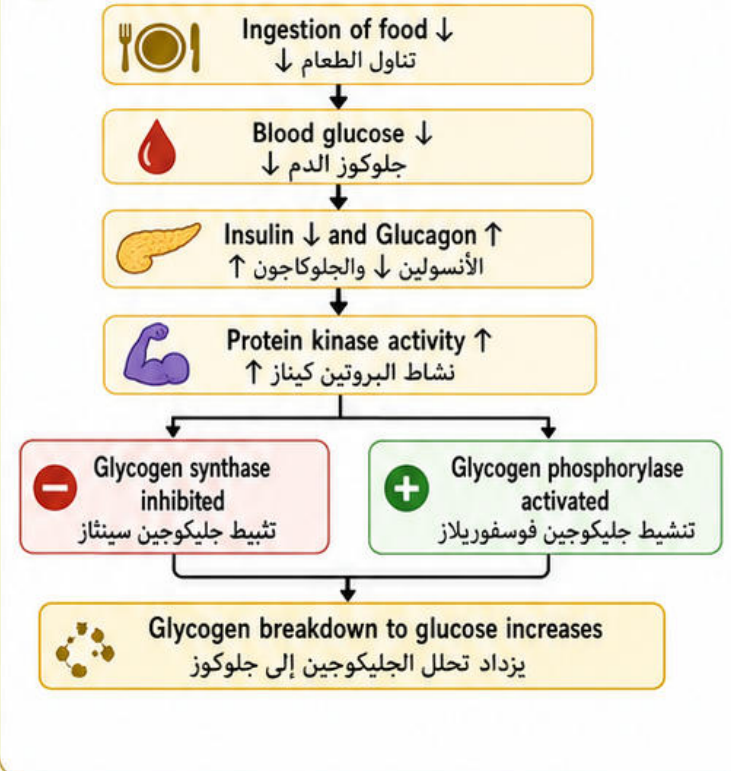 Ingestion of food ↓
تناول الطعام ↓
Blood glucose ↓
جلوكوز الدم ↓
Insulin ↓ and Glucagon ↑
الأنسولين ↓ والجلوكاجون ↑
Protein kinase activity ↑
نشاط البروتين كيناز ↑
Glycogen synthase
inhibited
تثبيط جليكوجين سينثاز
Glycogen phosphorylase
activated
تنشيط جليكوجين فوسفوريلاز
Glycogen breakdown to glucose increases
يزداد تحلل الجليكوجين إلى جلوكوز